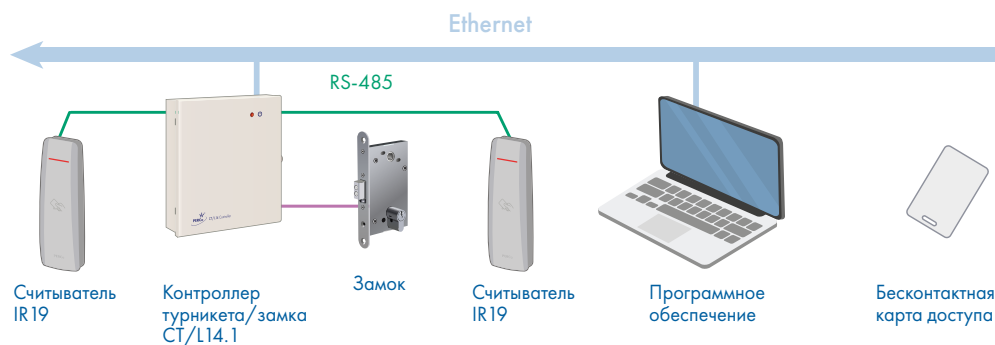 Ethernet
RS-485
PERCo
Считыватель
IR19
Контроллер
турникета/замка
CT/L14.1
Замок
Считыватель
IR19
Программное
обеспечение
Бесконтактная
карта доступа